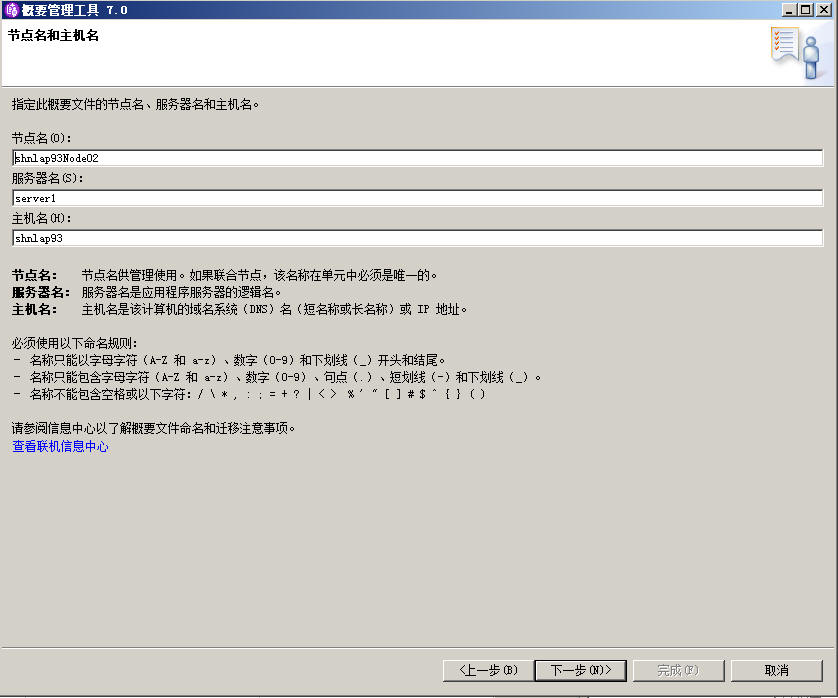 概要管理工具 7.0
节点名和主机名
指定此概要文件的节点名、服务器名和主机名。
节点名(O):
shnlap93Node02
服务器名(S):
server1
主机名(H):
shnlap93
节点名: 节点名供管理使用。如果联合节点,该名称在单元中必须是唯一的。
服务器名: 服务器名是应用程序服务器的逻辑名。
主机名: 主机名是该计算机的域名系统(DNS)名(短名称或长名称)或 IP 地址。
必须使用以下命名规则:
- 名称只能以字母字符(A-Z 和 a-z)、数字(0-9)和下划线(_)开头和结尾。
- 名称只能包含字母字符(A-Z 和 a-z)、数字(0-9)、句点(.)、短划线(-)和下划线(_)。
- 名称不能包含空格或以下字符: / \ * , : ; = + ? | < > % ' " [ ] # $ ^ { } ( )
请参阅信息中心以了解概要文件命名和迁移注意事项。
查看联机信息中心
<上一步(B) 下一步(N)> 完成(F) 取消